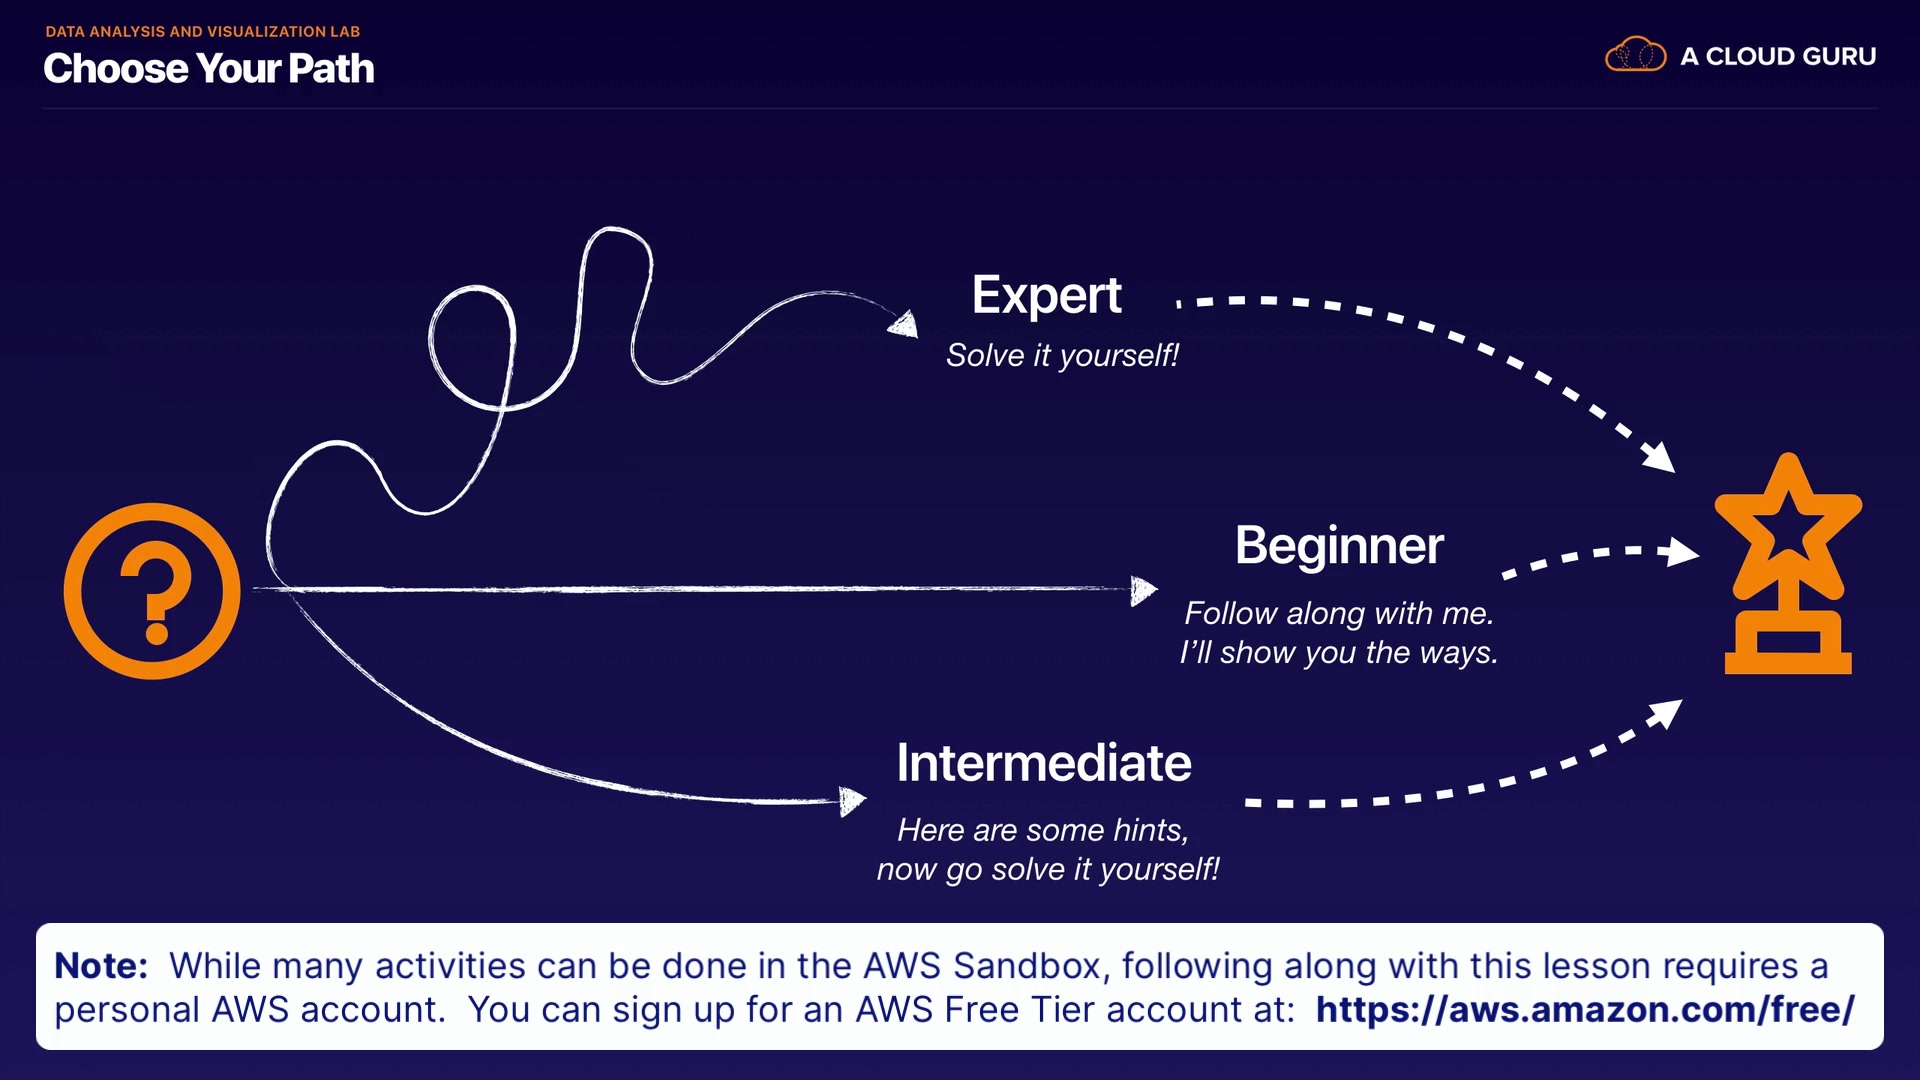 DATA ANALYSIS AND VISUALIZATION LAB
Choose Your Path
A CLOUD GURU
Expert
Solve it yourself!
Beginner
Follow along with me.
I'll show you the ways.
Intermediate
Here are some hints,
now go solve it yourself!
Note: While many activities can be done in the AWS Sandbox, following along with this lesson requires a
personal AWS account. You can sign up for an AWS Free Tier account at: https://aws.amazon.com/free/